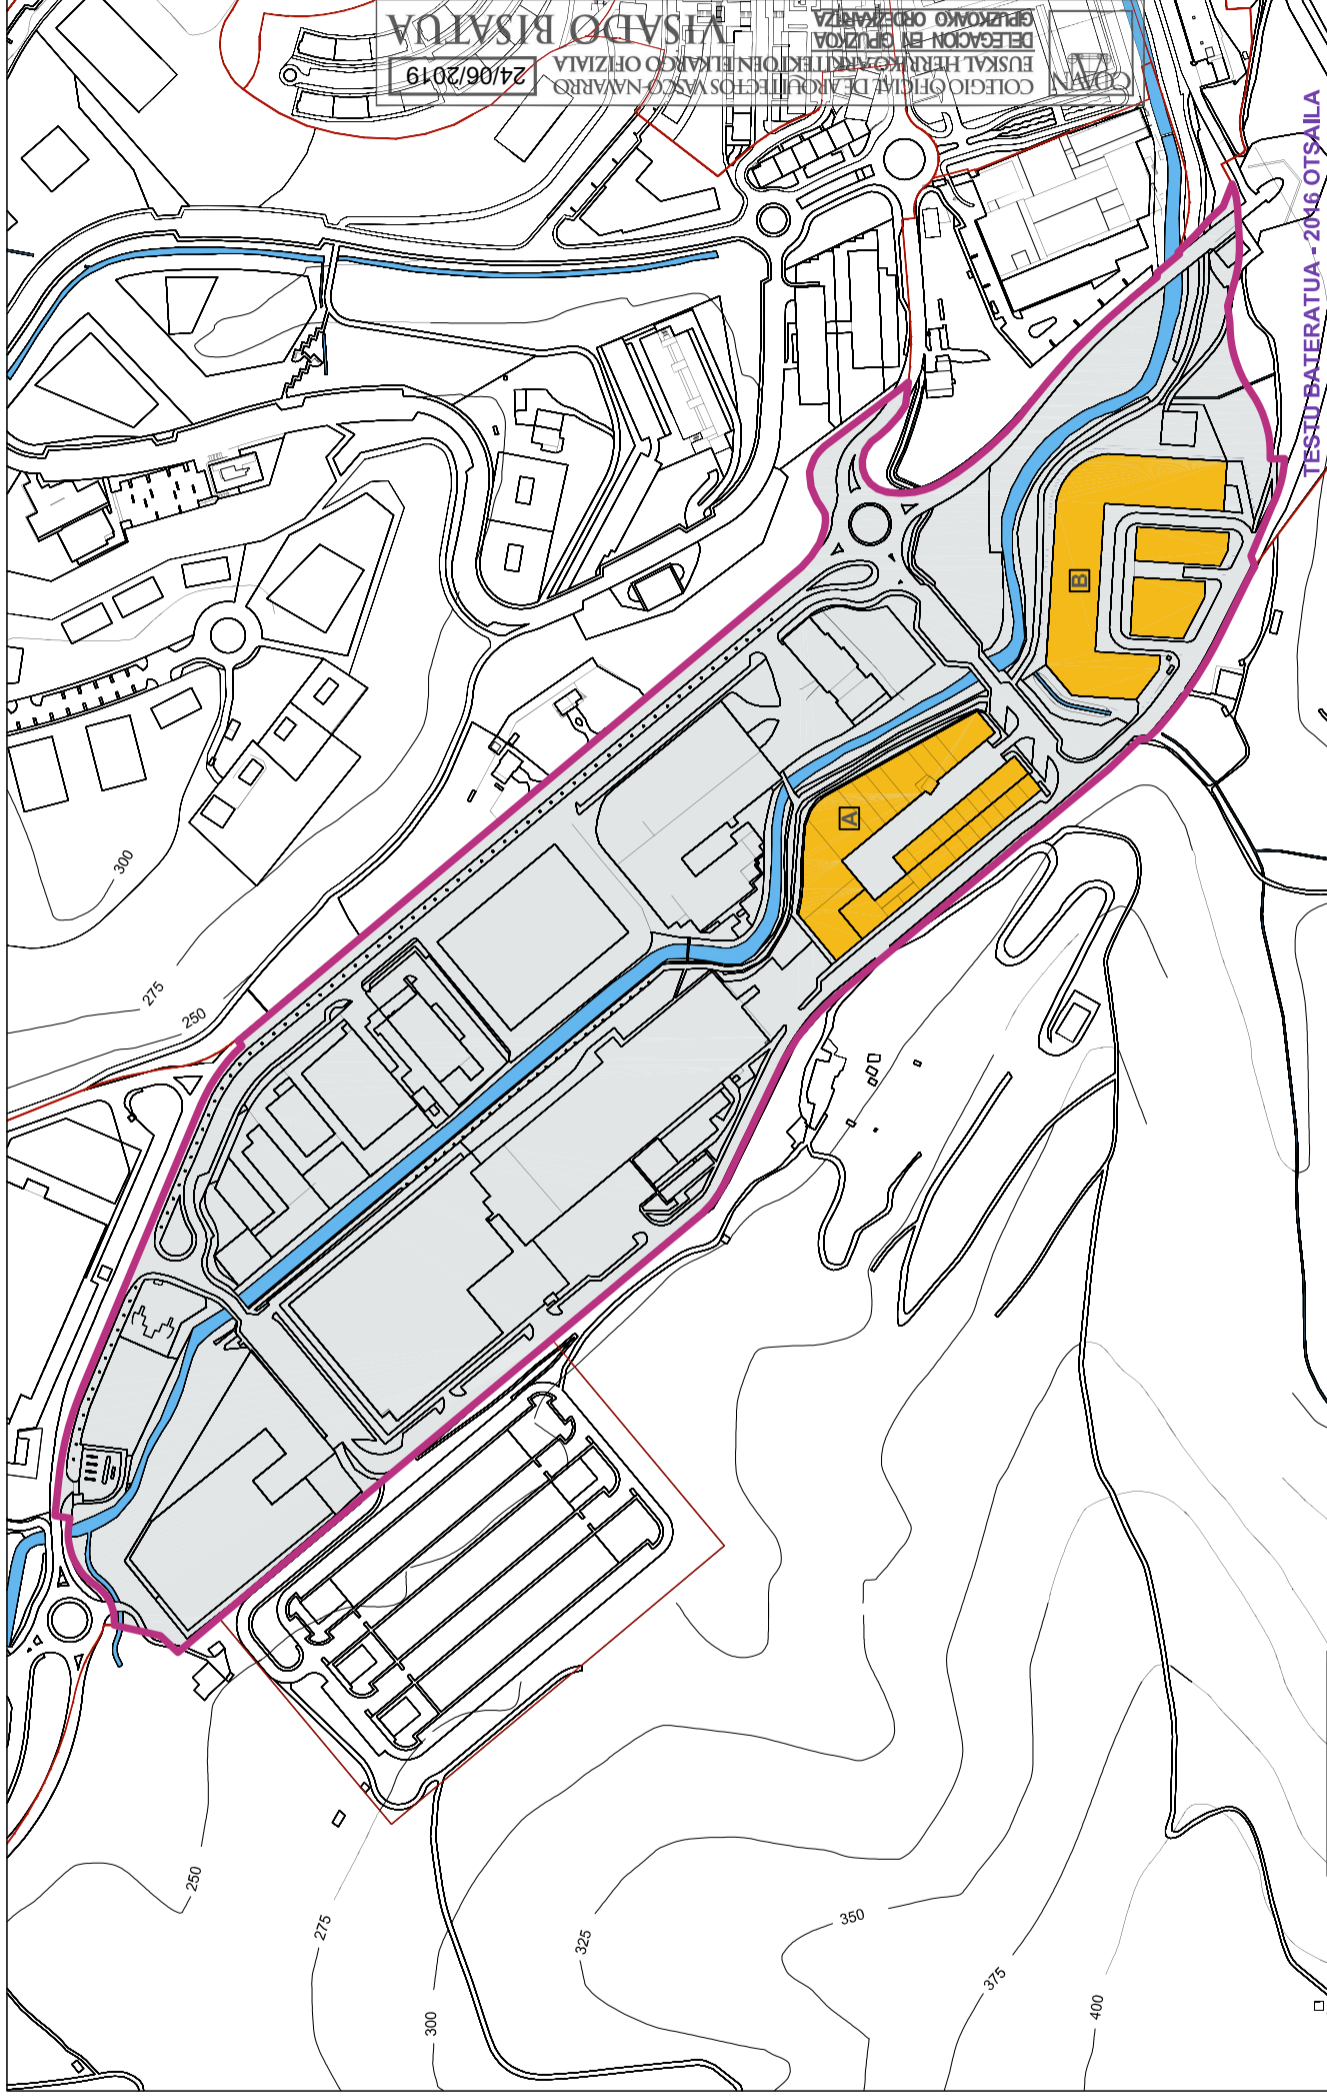 COAVN
COLEGIO OFICIAL DE ARQUITECTOS VASCO-NAVARRO
EUSKAL HERRIKO ARKITEKTOEN ELKARGO OFIZIALA
DELEGACIÓN EN GIPUZKOA
GIPUZKOAKO ORDEZKARITZA
24/06/2019
VISADO BISATUA
TESTU BATERATUA - 2016 OTSAILA
300
275
250
B
A
250
275
300
325
350
375
400